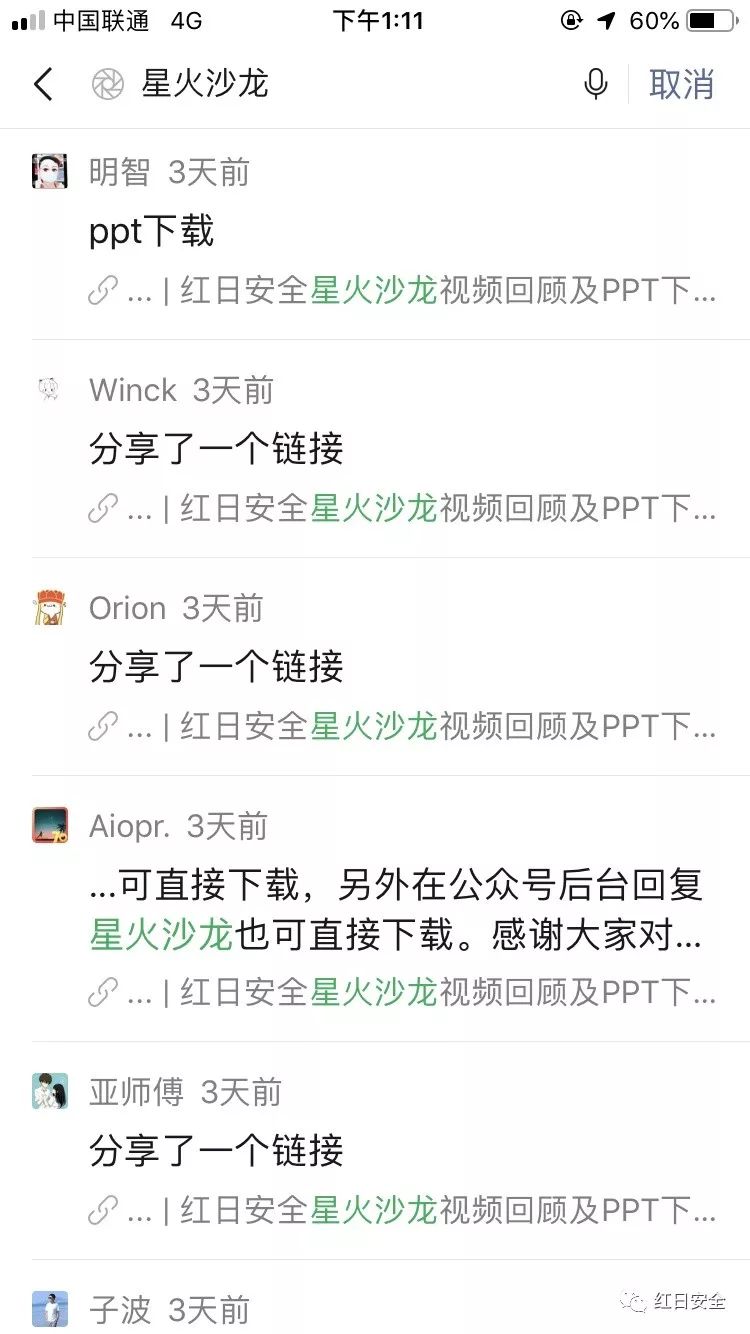 中国联通 4G 下午1:11 60%
星火沙龙 取消
明智 3天前
ppt下载
... | 红日安全星火沙龙视频回顾及PPT下...
Winck 3天前
分享了一个链接
... | 红日安全星火沙龙视频回顾及PPT下...
Orion 3天前
分享了一个链接
... | 红日安全星火沙龙视频回顾及PPT下...
Aiopr. 3天前
...可直接下载，另外在公众号后台回复
星火沙龙也可直接下载。感谢大家对...
... | 红日安全星火沙龙视频回顾及PPT下...
亚师傅 3天前
分享了一个链接
... | 红日安全星火沙龙视频回顾及PPT下...
子波 3天前
红日安全